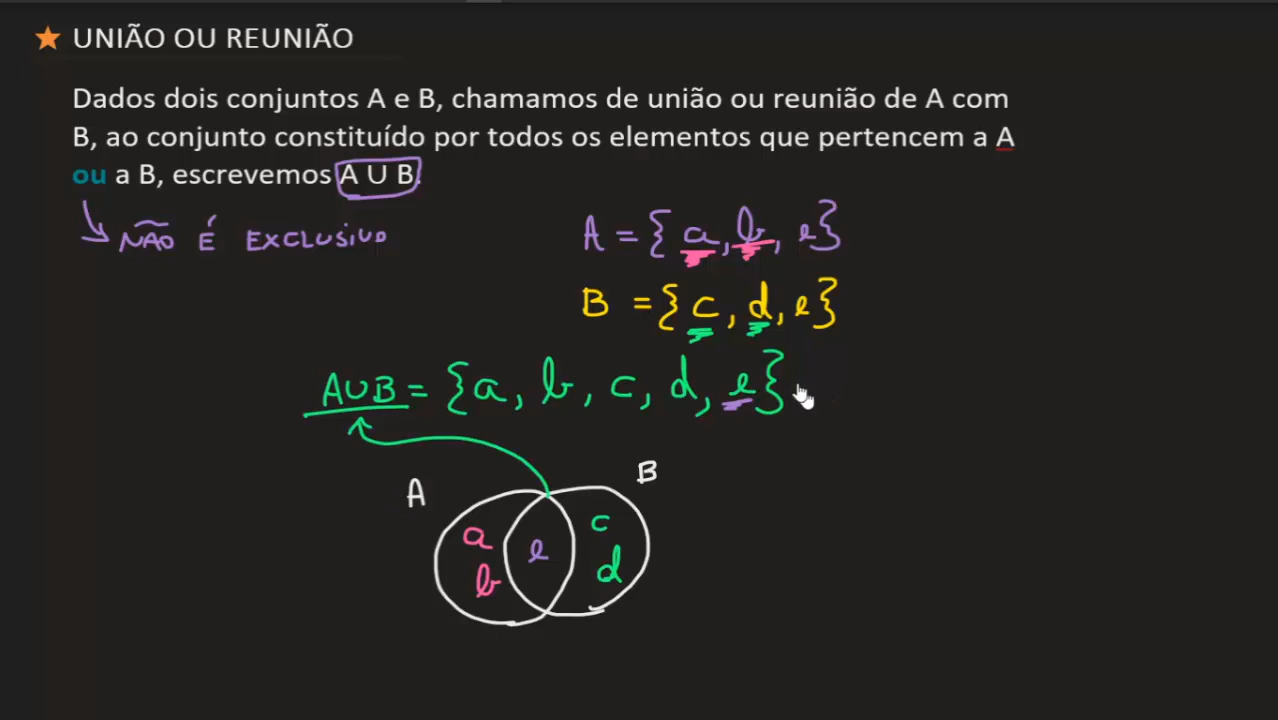 UNIÃO OU REUNIÃO
Dados dois conjuntos A e B, chamamos de união ou reunião de A com
B, ao conjunto constituído por todos os elementos que pertencem a A
ou a B, escrevemos A U B.
NÃO É EXCLUSIVO
A = {a, b, e}
B = {c, d, e}
A∪B = {a, b, c, d, e}
A
B
a
e
c
b
d